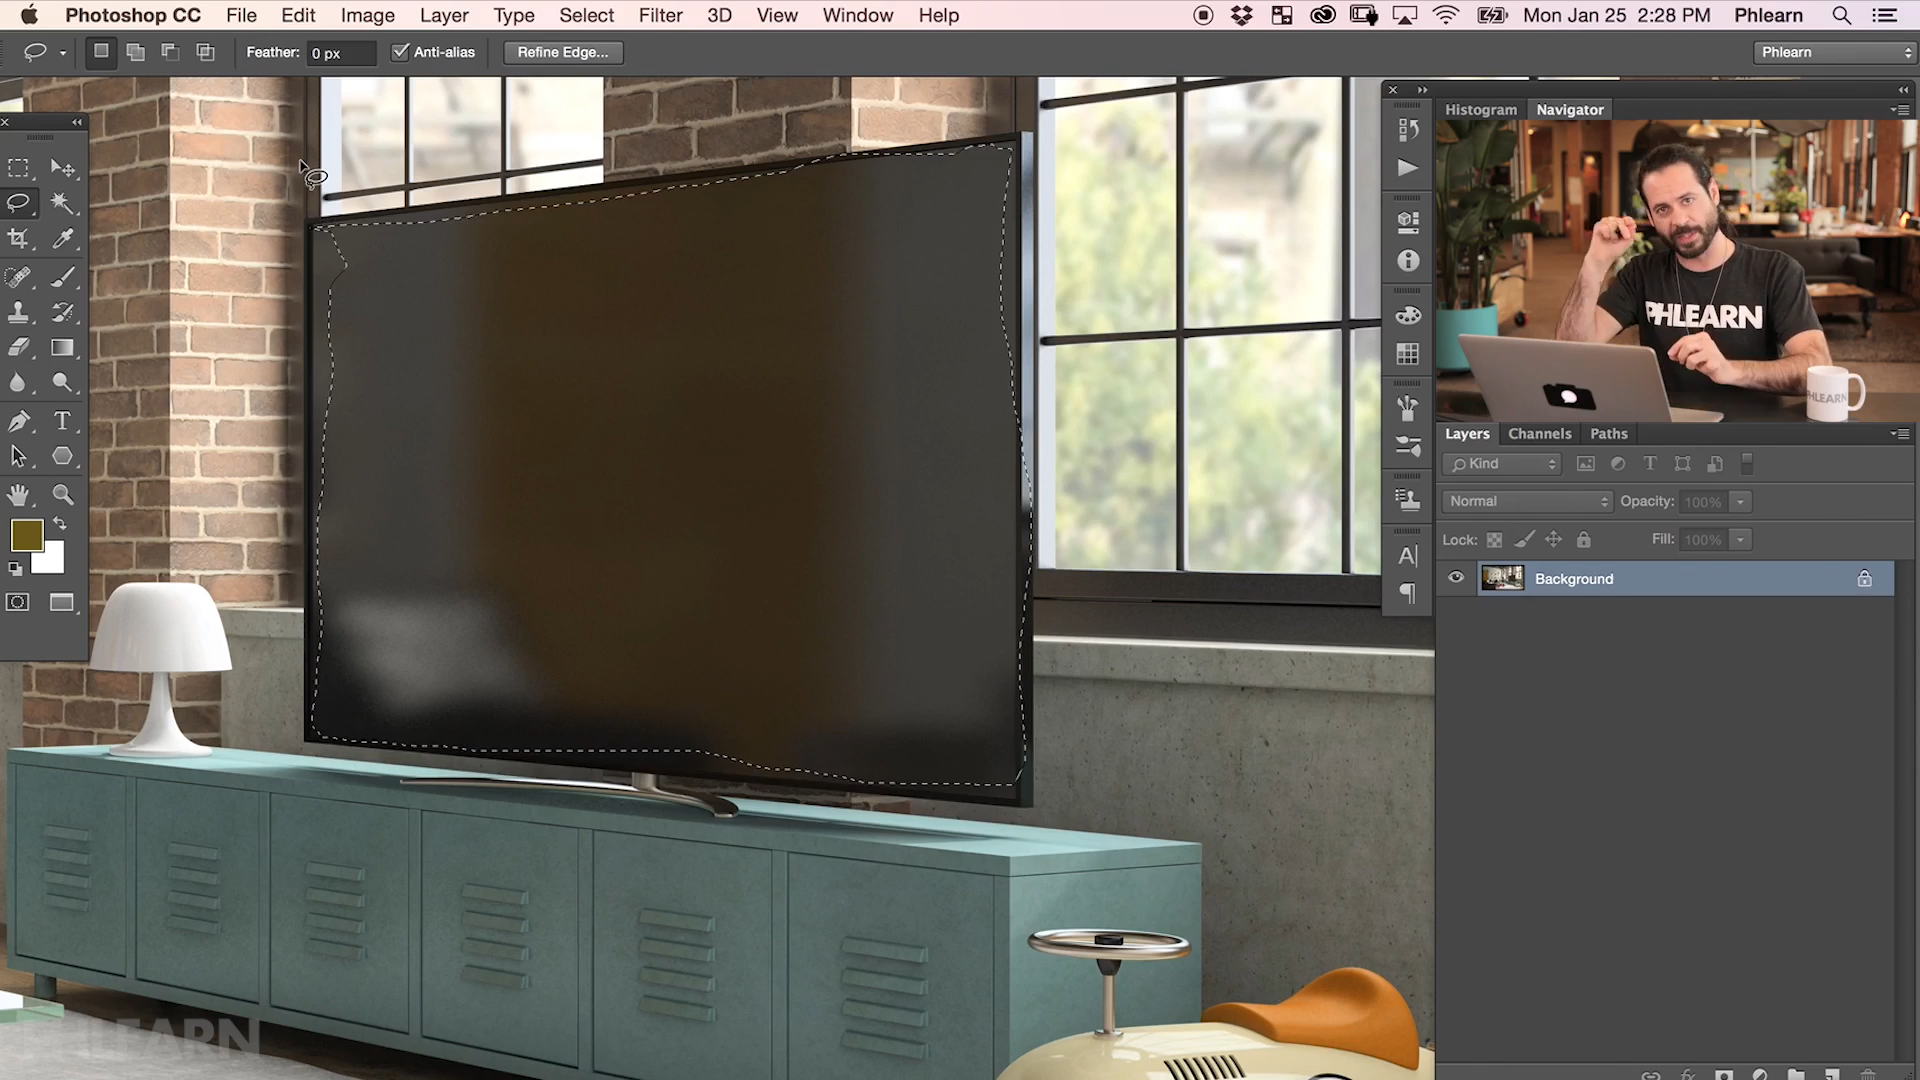 Photoshop CC File Edit Image Layer Type Select Filter 3D View Window Help Mon Jan 25 2:28 PM Phlearn
Feather: 0 px Anti-alias Refine Edge... Phlearn
Histogram Navigator
PHLEARN
PHLEARN
Layers Channels Paths
Kind
Normal Opacity: 100%
Lock: Fill: 100%
Background
PHLEARN